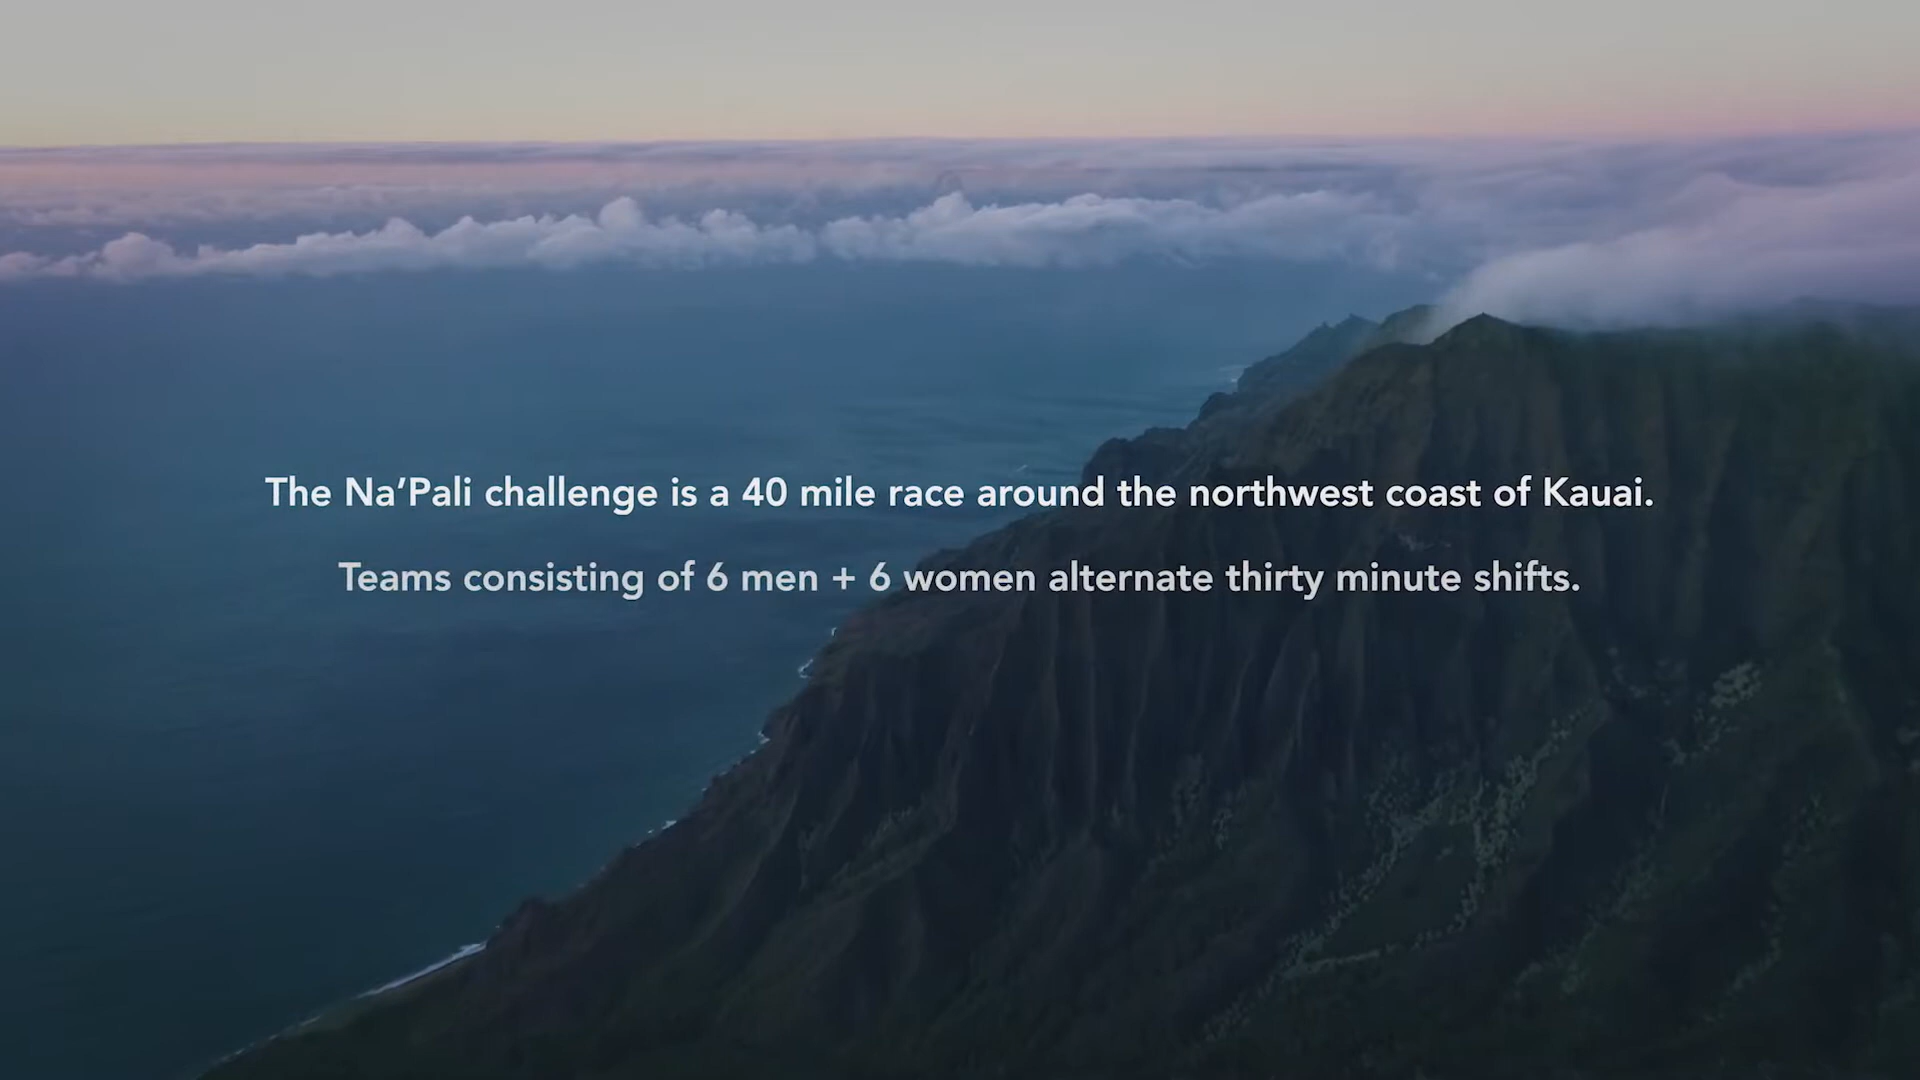 The Na’Pali challenge is a 40 mile race around the northwest coast of Kauai.
Teams consisting of 6 men + 6 women alternate thirty minute shifts.